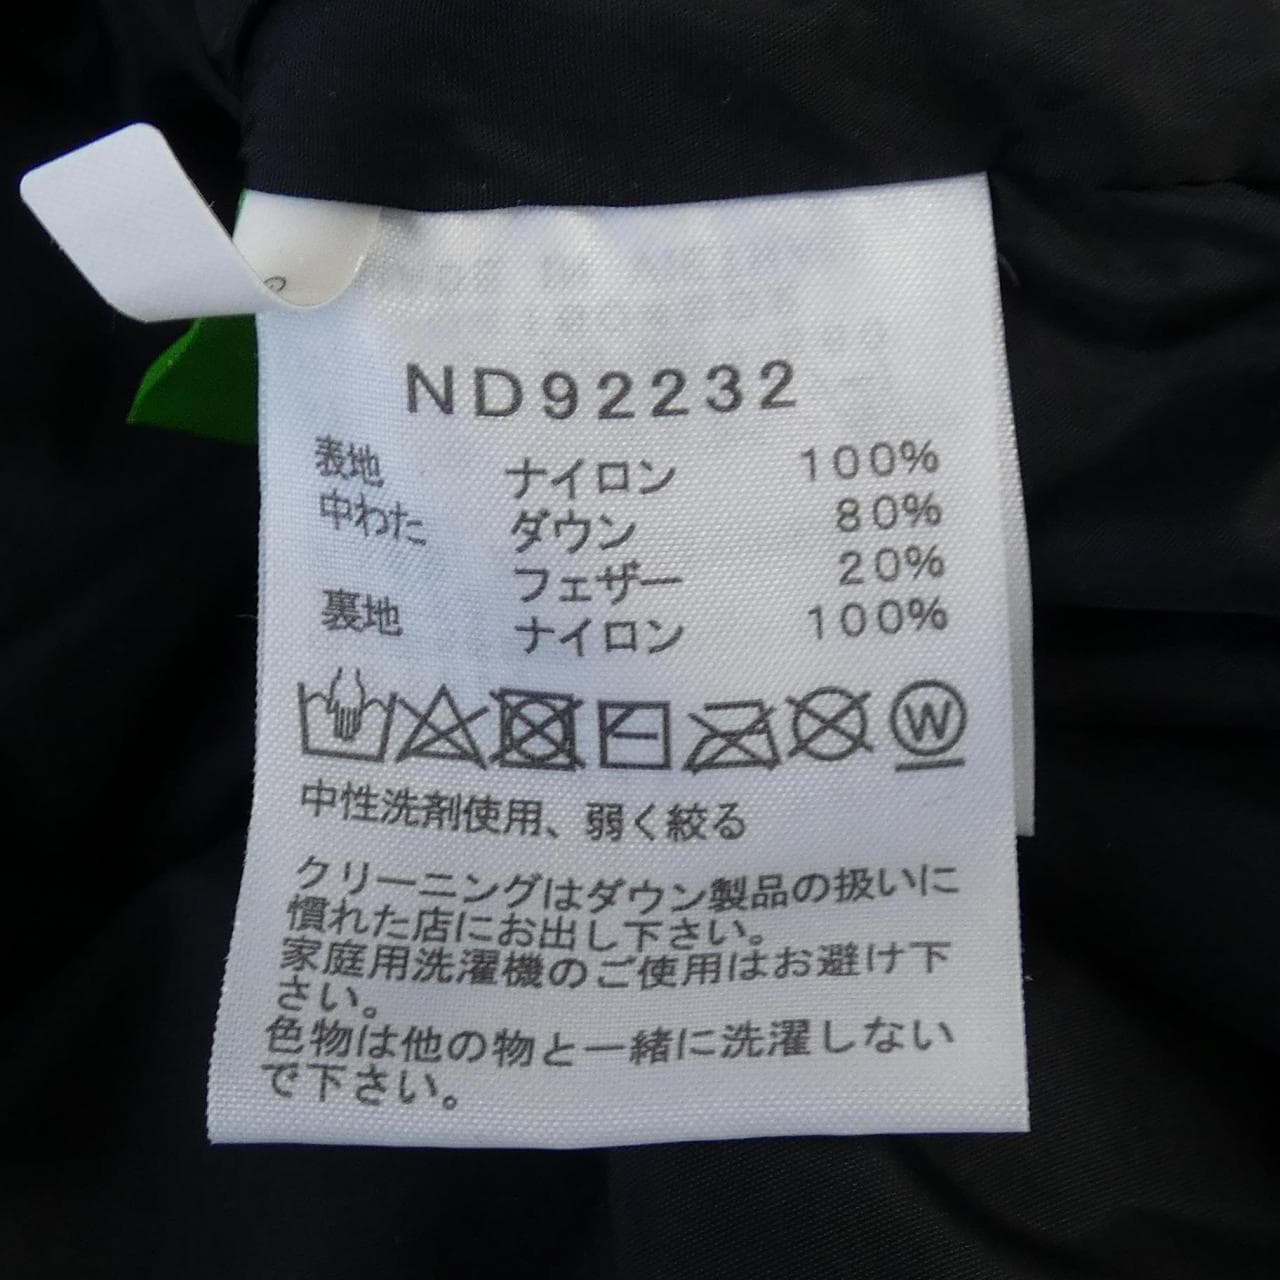 ND92232
表地 ナイロン 100%
中わた ダウン 80%
フェザー 20%
裏地 ナイロン 100%
W
中性洗剤使用、弱く絞る
クリーニングはダウン製品の扱いに
慣れた店にお出し下さい。
家庭用洗濯機のご使用はお避け下
さい。
色物は他の物と一緒に洗濯しない
で下さい。